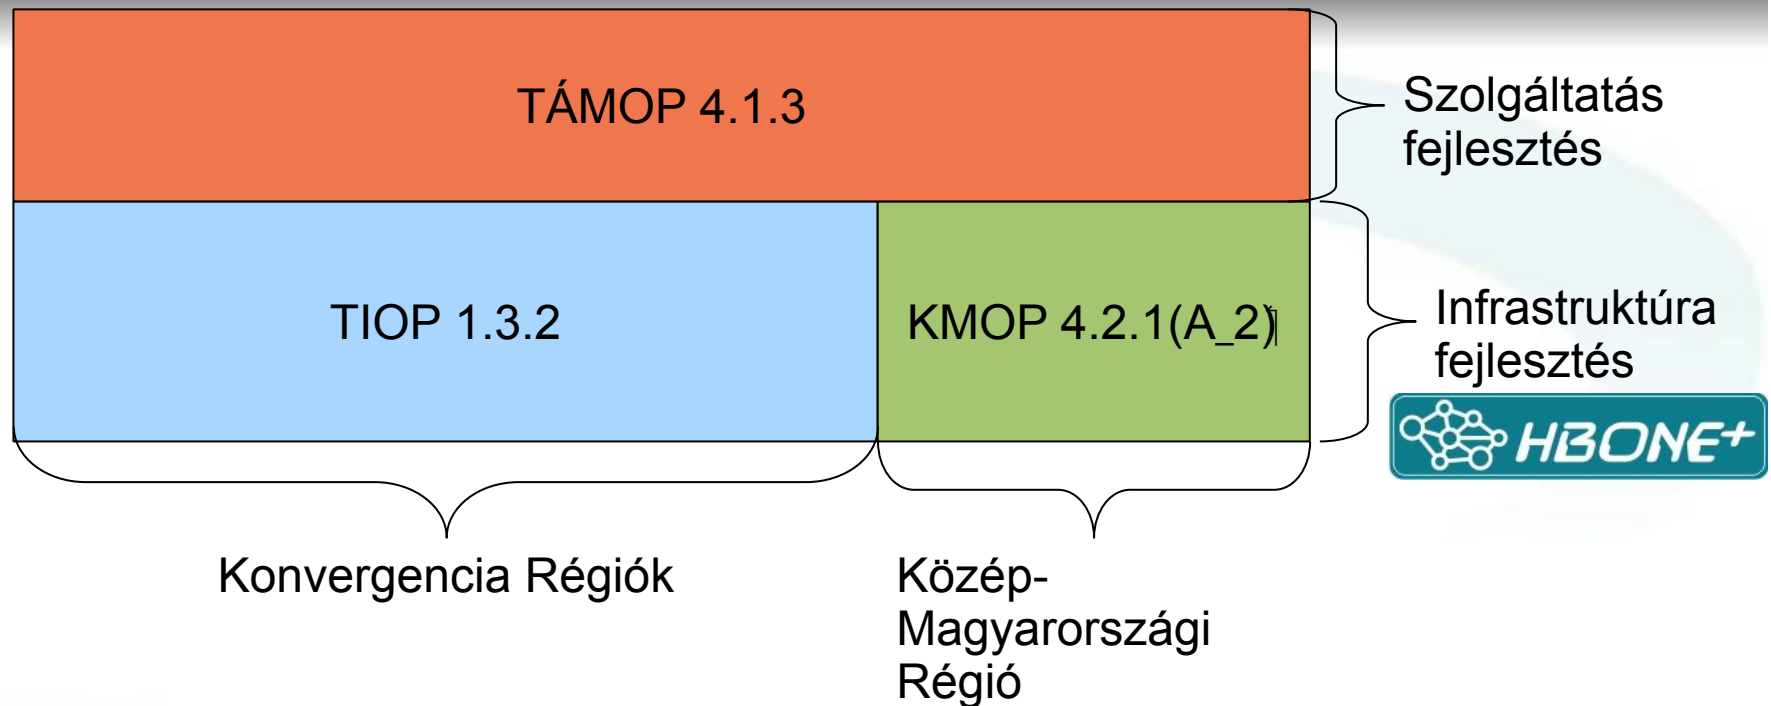 TÁMOP 4.1.3
Szolgáltatás
fejlesztés
TIOP 1.3.2
KMOP 4.2.1(A_2)
Infrastruktúra
fejlesztés
HBONE+
Konvergencia Régiók
Közép-
Magyarországi
Régió